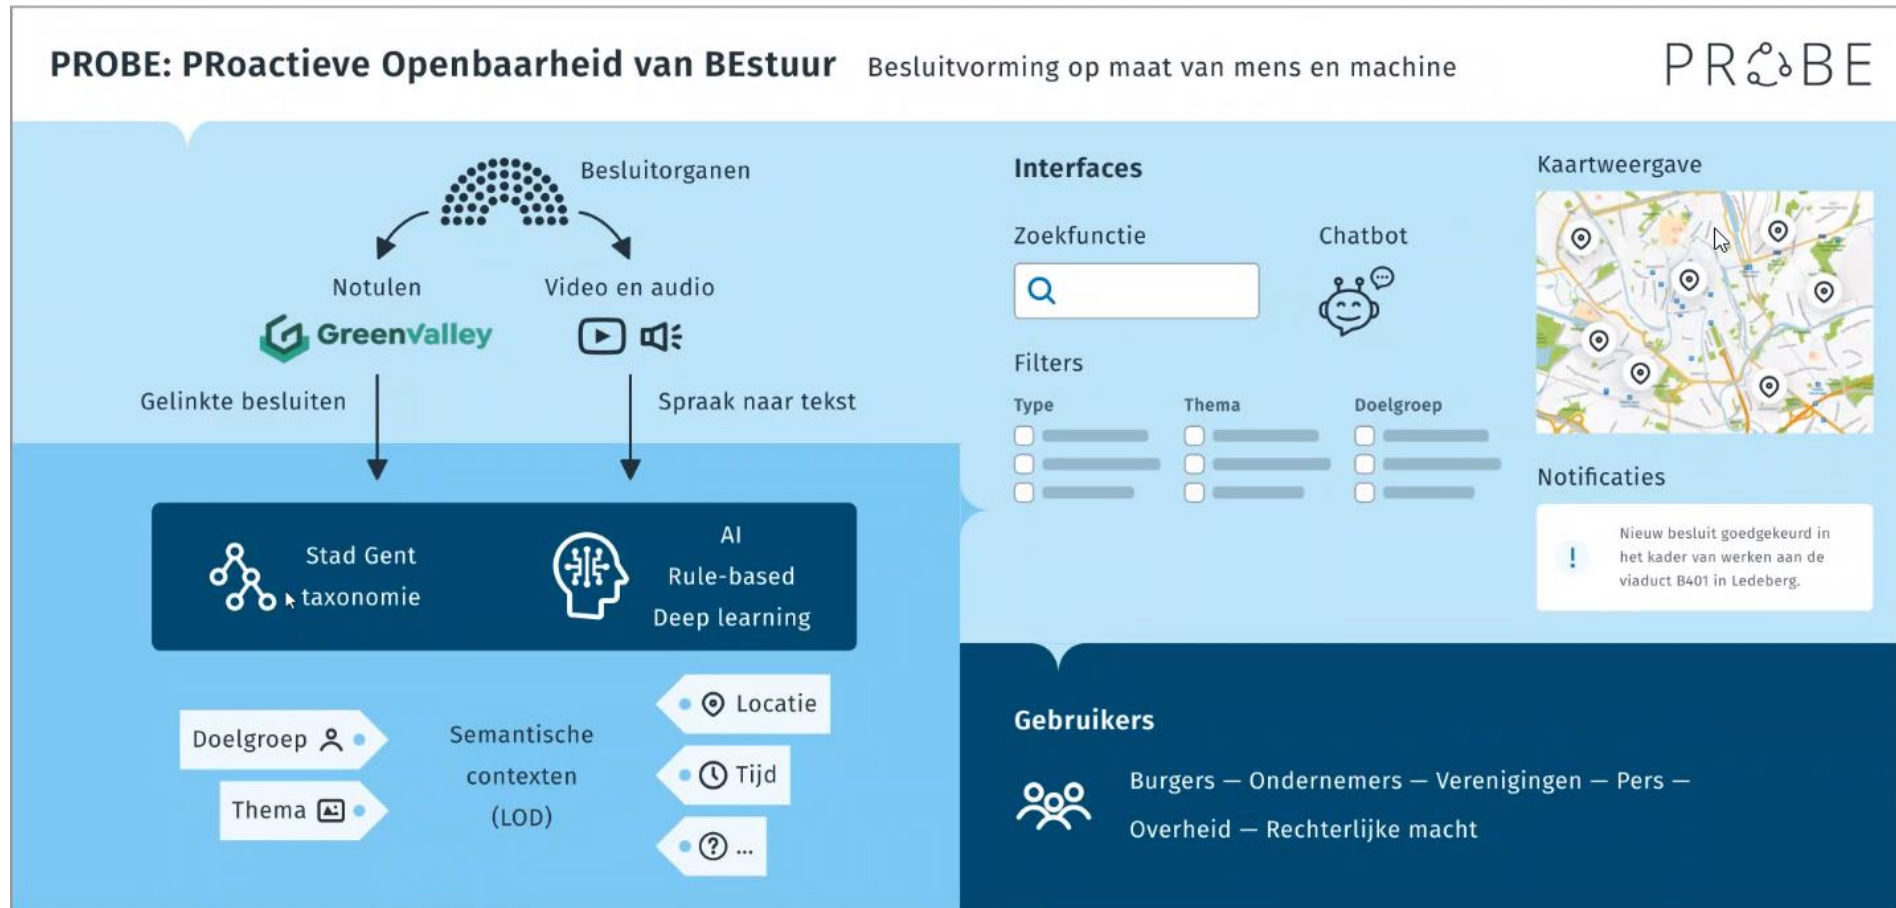 PROBE: PRoactieve Openbaarheid van BEstuur
Besluitvorming op maat van mens en machine
PROBE
Besluitorganen
Notulen
Video en audio
GreenValley
Gelinkte besluiten
Spraak naar tekst
Stad Gent
taxonomie
AI
Rule-based
Deep learning
Doelgroep
Thema
Semantische
contexten
(LOD)
Locatie
Tijd
...
Interfaces
Zoekfunctie
Chatbot
Filters
Type
Thema
Doelgroep
Kaartweergave
Notificaties
Nieuw besluit goedgekeurd in
het kader van werken aan de
viaduct B401 in Ledeberg.
Gebruikers
Burgers — Ondernemers — Verenigingen — Pers —
Overheid — Rechterlijke macht